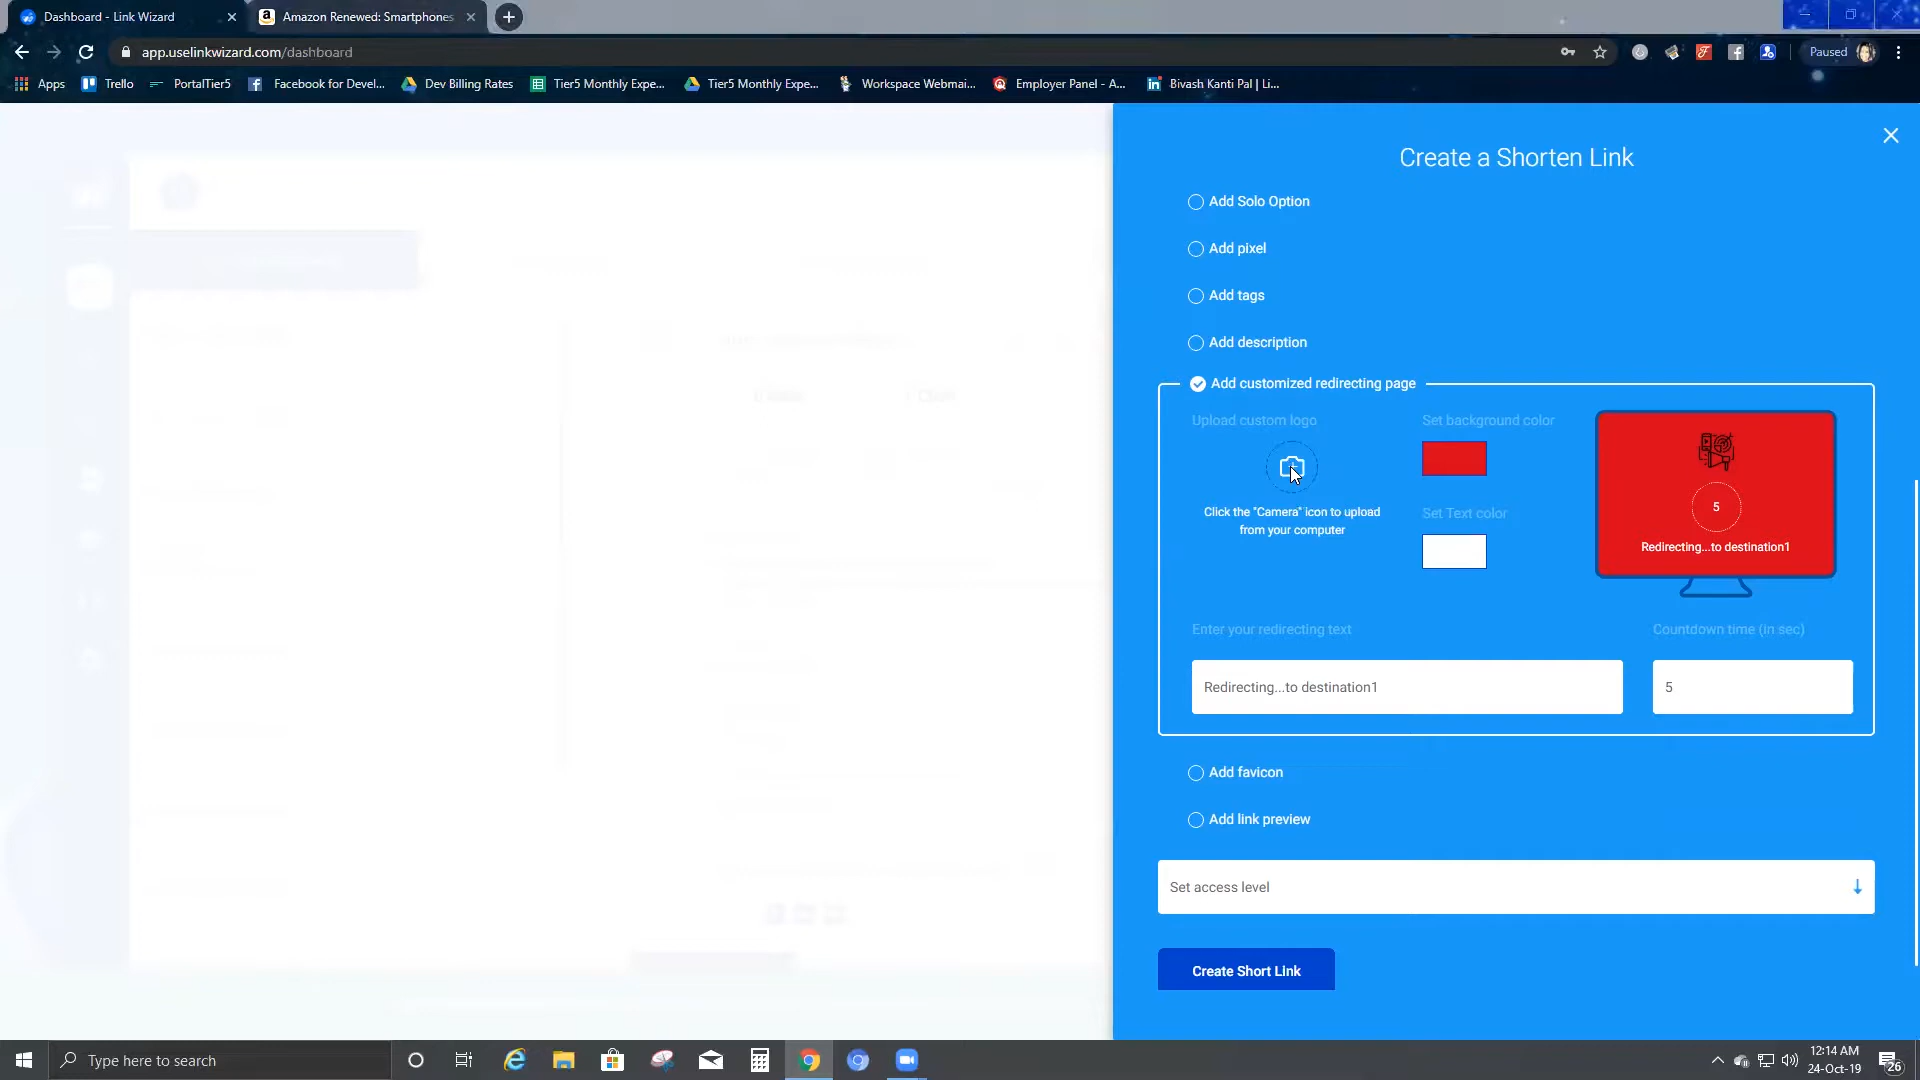 Dashboard - Link Wizard
Amazon Renewed: Smartphones
app.uselinkwizard.com/dashboard
Paused
Apps
Trello
PortalTier5
Facebook for Devel...
Dev Billing Rates
Tier5 Monthly Expe...
Tier5 Monthly Expe...
Workspace Webmai...
Employer Panel - A...
Bivash Kanti Pal | Li...
Create a Shorten Link
Add Solo Option
Add pixel
Add tags
Add description
Add customized redirecting page
Upload custom logo
Set background color
Click the "Camera" icon to upload
from your computer
Set Text color
5
Redirecting...to destination1
Enter your redirecting text
Countdown time (in sec)
Redirecting...to destination1
5
Add favicon
Add link preview
Set access level
Create Short Link
Type here to search
12:14 AM
24-Oct-19
26